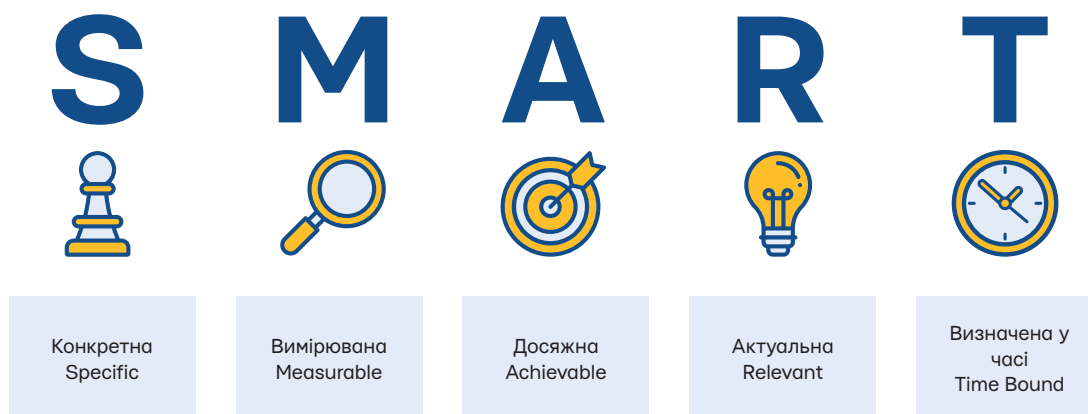 S M A R T
Конкретна
Specific
Вимірювана
Measurable
Досяжна
Achievable
Актуальна
Relevant
Визначена у
часі
Time Bound